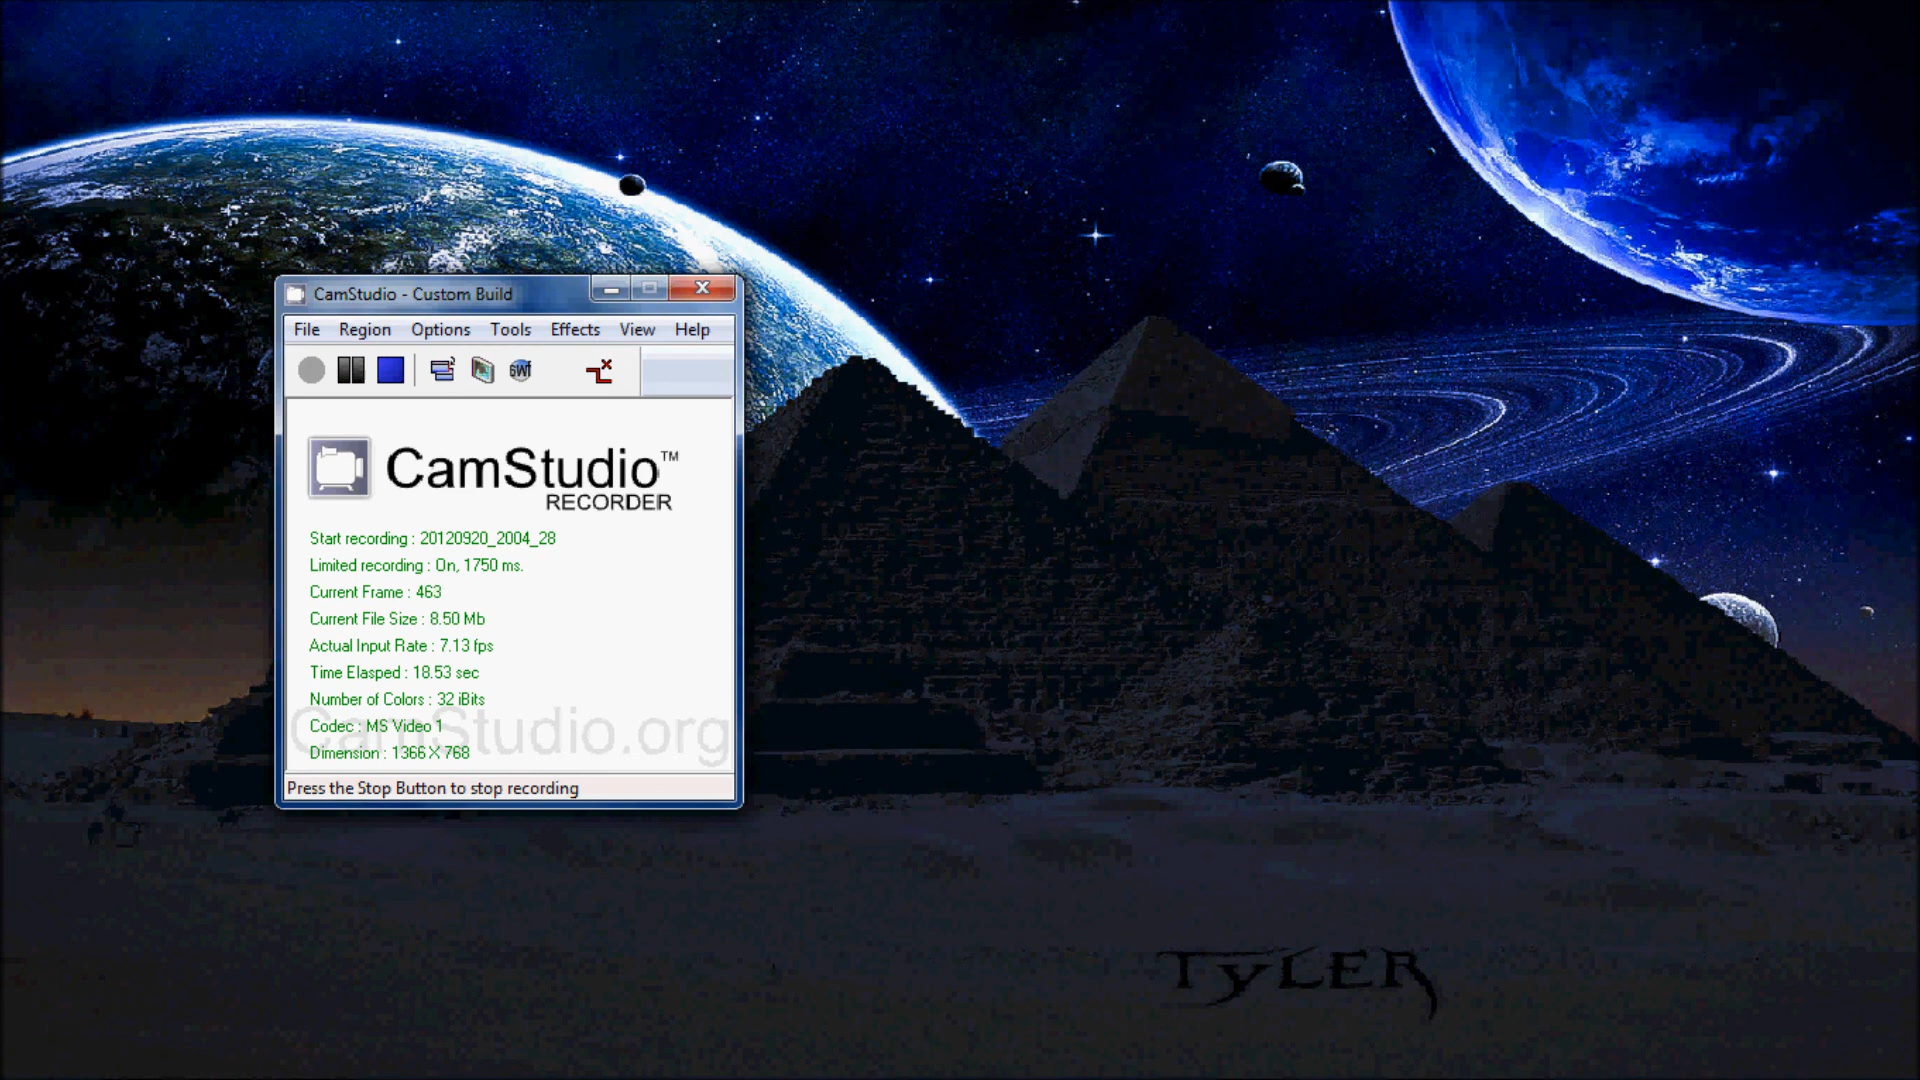 CamStudio - Custom Build
File Region Options Tools Effects View Help
SWf
CamStudio™
RECORDER
Start recording : 20120920_2004_28
Limited recording : On, 1750 ms.
Current Frame : 463
Current File Size : 8.50 Mb
Actual Input Rate : 7.13 fps
Time Elasped : 18.53 sec
Number of Colors : 32 iBits
Codec : MS Video 1
Dimension : 1366 X 768
CamStudio.org
Press the Stop Button to stop recording
TYLER